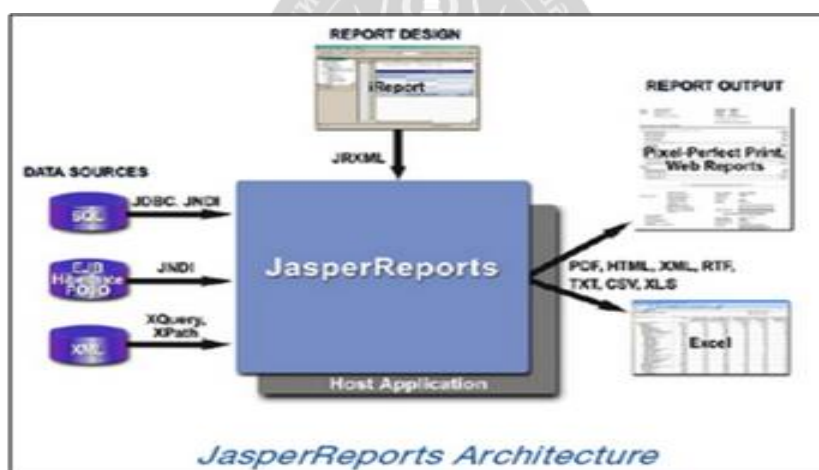 REPORT DESIGN
iReport
JRXML
REPORT OUTPUT
Pixel-Perfect Print,
Web Reports
DATA SOURCES
SQL
JDBC, JNDI
EJB
Hibernate
POJO
JNDI
XML
XQuery,
XPath
JasperReports
Host Application
PDF, HTML, XML, RTF,
TXT, CSV, XLS
Excel
JasperReports Architecture